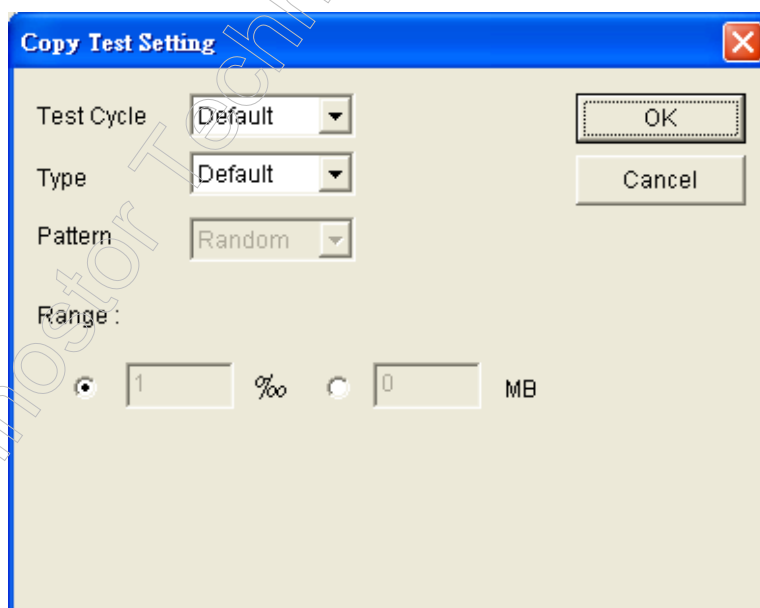 Copy Test Setting
Test Cycle Default OK
Type Default Cancel
Pattern Random
Range :
1 ‰ 0 MB